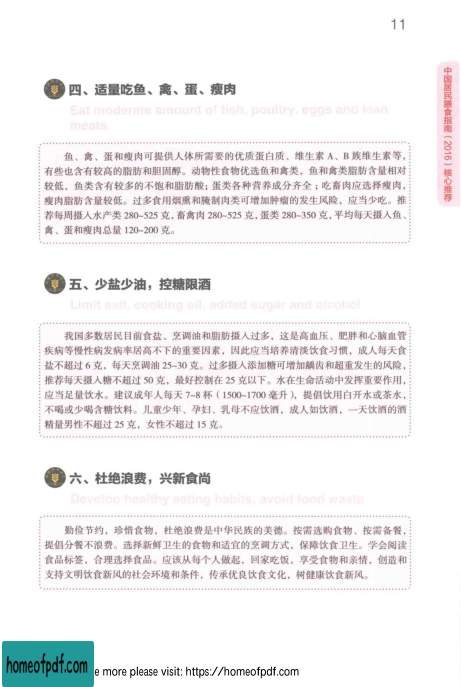 11
中国居民膳食指南（2016）核心推荐
四、适量吃鱼、禽、蛋、瘦肉
Eat moderate amount of fish, poultry, eggs and lean
meats
鱼、禽、蛋和瘦肉可提供人体所需要的优质蛋白质、维生素 A、B 族维生素等，
有些也含有较高的脂肪和胆固醇。动物性食物优选鱼和禽类，鱼和禽类脂肪含量相对
较低，鱼类含有较多的不饱和脂肪酸；蛋类各种营养成分齐全；吃畜肉应选择瘦肉，
瘦肉脂肪含量较低。过多食用烟熏和腌制肉类可增加肿瘤的发生风险，应当少吃。推
荐每周摄入水产类 280~525 克，畜禽肉 280~525 克，蛋类 280~350 克，平均每天摄入鱼、
禽、蛋和瘦肉总量 120~200 克。
五、少盐少油，控糖限酒
Limit salt, cooking oil, added sugar and alcohol
我国多数居民目前食盐、烹调油和脂肪摄入过多，这是高血压、肥胖和心脑血管
疾病等慢性病发病率居高不下的重要因素，因此应当培养清淡饮食习惯，成人每天食
盐不超过 6 克，每天烹调油 25~30 克。过多摄入添加糖可增加龋齿和超重发生的风险，
推荐每天摄入糖不超过 50 克，最好控制在 25 克以下。水在生命活动中发挥重要作用，
应当足量饮水。建议成年人每天 7~8 杯（1500~1700 毫升），提倡饮用白开水或茶水，
不喝或少喝含糖饮料。儿童少年、孕妇、乳母不应饮酒，成人如饮酒，一天饮酒的酒
精量男性不超过 25 克，女性不超过 15 克。
六、杜绝浪费，兴新食尚
Develop healthy eating habits, avoid food waste
勤俭节约，珍惜食物，杜绝浪费是中华民族的美德。按需选购食物、按需备餐，
提倡分餐不浪费。选择新鲜卫生的食物和适宜的烹调方式，保障饮食卫生。学会阅读
食品标签，合理选择食品。应该从每个人做起，回家吃饭，享受食物和亲情，创造和
支持文明饮食新风的社会环境和条件，传承优良饮食文化，树健康饮食新风。
homeofpdf.com
e more please visit: https://homeofpdf.com